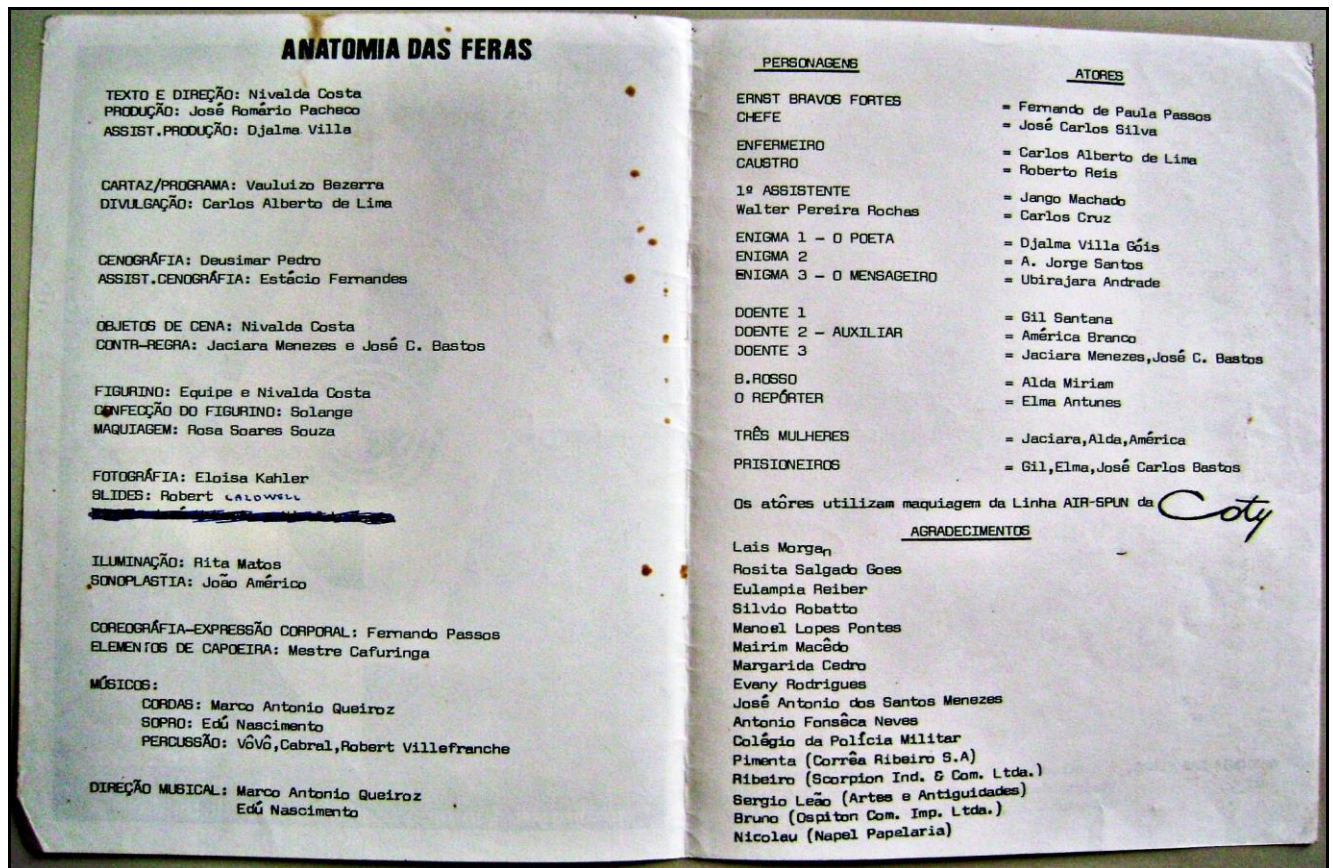 ANATOMIA DAS FERAS
TEXTO E DIREÇÃO: Nivalda Costa
PRODUÇÃO: José Romário Pacheco
ASSIST.PRODUÇÃO: Djalma Villa
CARTAZ/PROGRAMA: Vauluizo Bezerra
DIVULGAÇÃO: Carlos Alberto de Lima
CENOGRÁFIA: Deusimar Pedro
ASSIST.CENOGRÁFIA: Estácio Fernandes
OBJETOS DE CENA: Nivalda Costa
CONTR-REGRA: Jaciara Menezes e José C. Bastos
FIGURINO: Equipe e Nivalda Costa
CONFECÇÃO DO FIGURINO: Solange
MAQUIAGEM: Rosa Soares Souza
FOTOGRÁFIA: Eloisa Kahler
SLIDES: Robert CALDWELL
ILUMINAÇÃO: Rita Matos
SONOPLASTIA: João Américo
COREOGRÁFIA-EXPRESSÃO CORPORAL: Fernando Passos
ELEMENTOS DE CAPOEIRA: Mestre Cafuringa
MÚSICOS:
CORDAS: Marco Antonio Queiroz
SOPRO: Edú Nascimento
PERCUSSÃO: VôVô,Cabral,Robert Villefranche
DIREÇÃO MUSICAL: Marco Antonio Queiroz
Edú Nascimento
PERSONAGENS ATORES
ERNST BRAVOS FORTES = Fernando de Paula Passos
CHEFE = José Carlos Silva
ENFERMEIRO = Carlos Alberto de Lima
CAUSTRO = Roberto Reis
1º ASSISTENTE = Jango Machado
Walter Pereira Rochas = Carlos Cruz
ENIGMA 1 - O POETA = Djalma Villa Góis
ENIGMA 2 = A. Jorge Santos
ENIGMA 3 - O MENSAGEIRO = Ubirajara Andrade
DOENTE 1 = Gil Santana
DOENTE 2 - AUXILIAR = América Branco
DOENTE 3 = Jaciara Menezes,José C. Bastos
B.ROSSO = Alda Miriam
O REPÓRTER = Elma Antunes
TRÊS MULHERES = Jaciara,Alda,América
PRISIONEIROS = Gil,Elma,José Carlos Bastos
Os atôres utilizam maquiagem da Linha AIR-SPUN da Coty
AGRADECIMENTOS
Lais Morgan
Rosita Salgado Goes
Eulampia Reiber
Silvio Robatto
Manoel Lopes Pontes
Mairim Macêdo
Margarida Cedro
Evany Rodrigues
José Antonio dos Santos Menezes
Antonio Fonsêca Neves
Colégio da Polícia Militar
Pimenta (Corrêa Ribeiro S.A)
Ribeiro (Scorpion Ind. & Com. Ltda.)
Sergio Leão (Artes e Antiguidades)
Bruno (Ospiton Com. Imp. Ltda.)
Nicolau (Napel Papelaria)